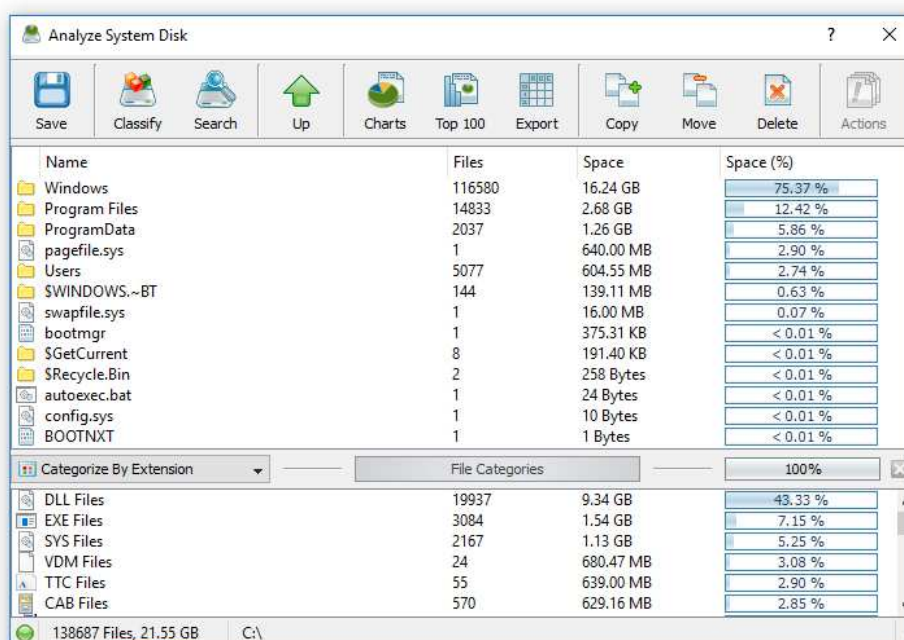 Analyze System Disk ?
Save Classify Search Up Charts Top 100 Export Copy Move Delete Actions
Name Files Space Space (%)
Windows 116580 16.24 GB 75.37 %
Program Files 14833 2.68 GB 12.42 %
ProgramData 2037 1.26 GB 5.86 %
pagefile.sys 1 640.00 MB 2.90 %
Users 5077 604.55 MB 2.74 %
$WINDOWS.~BT 144 139.11 MB 0.63 %
swapfile.sys 1 16.00 MB 0.07 %
bootmgr 1 375.31 KB < 0.01 %
$GetCurrent 8 191.40 KB < 0.01 %
$Recycle.Bin 2 258 Bytes < 0.01 %
autoexec.bat 1 24 Bytes < 0.01 %
config.sys 1 10 Bytes < 0.01 %
BOOTNXT 1 1 Bytes < 0.01 %
Categorize By Extension File Categories 100%
DLL Files 19937 9.34 GB 43.33 %
EXE Files 3084 1.54 GB 7.15 %
SYS Files 2167 1.13 GB 5.25 %
VDM Files 24 680.47 MB 3.08 %
TTC Files 55 639.00 MB 2.90 %
CAB Files 570 629.16 MB 2.85 %
138687 Files, 21.55 GB C:\